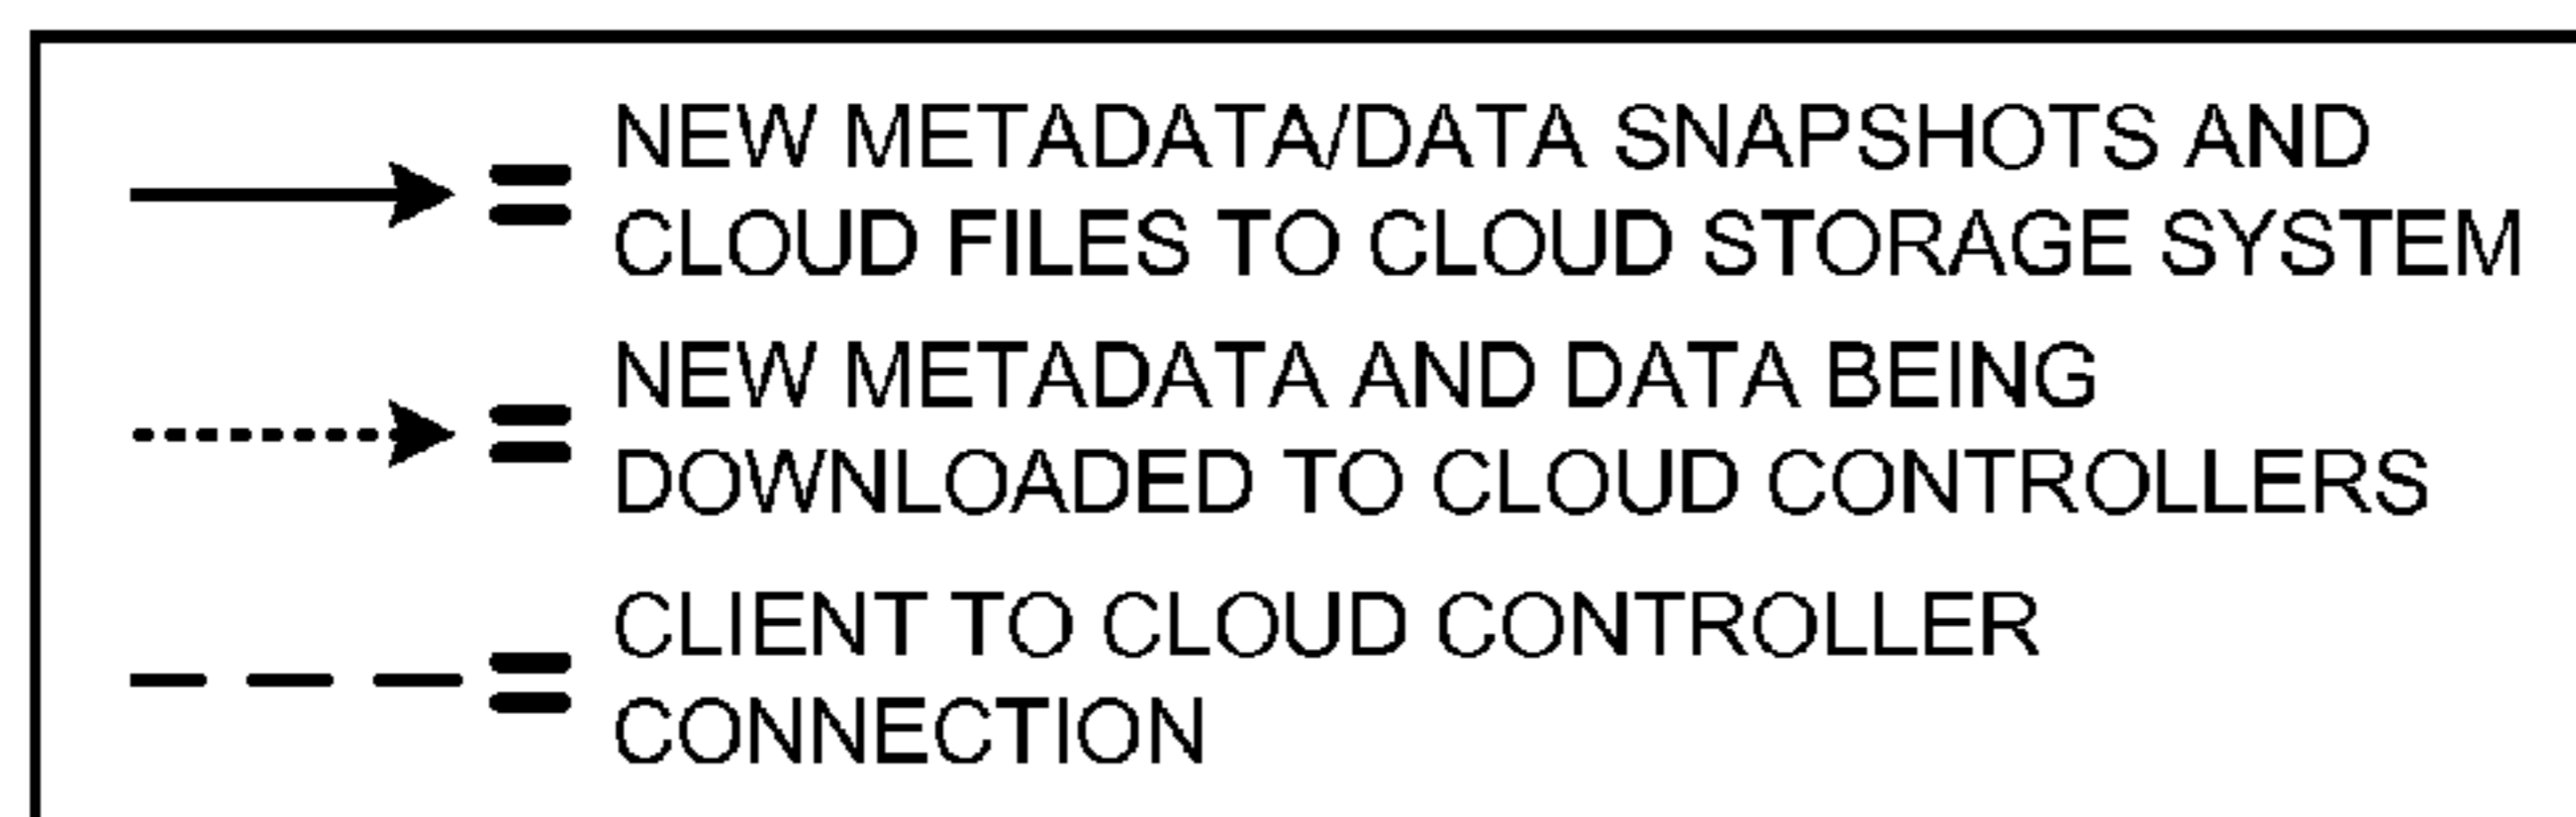 NEW METADATA/DATA SNAPSHOTS AND
CLOUD FILES TO CLOUD STORAGE SYSTEM
NEW METADATA AND DATA BEING
DOWNLOADED TO CLOUD CONTROLLERS
CLIENT TO CLOUD CONTROLLER
CONNECTION